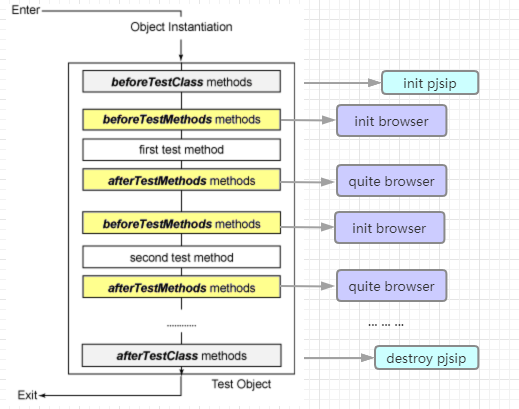 Enter
Object Instantiation
beforeTestClass methods
init pjsip
beforeTestMethods methods
init browser
first test method
afterTestMethods methods
quite browser
beforeTestMethods methods
init browser
second test method
afterTestMethods methods
quite browser
............
... ... ...
afterTestClass methods
destroy pjsip
Test Object
Exit